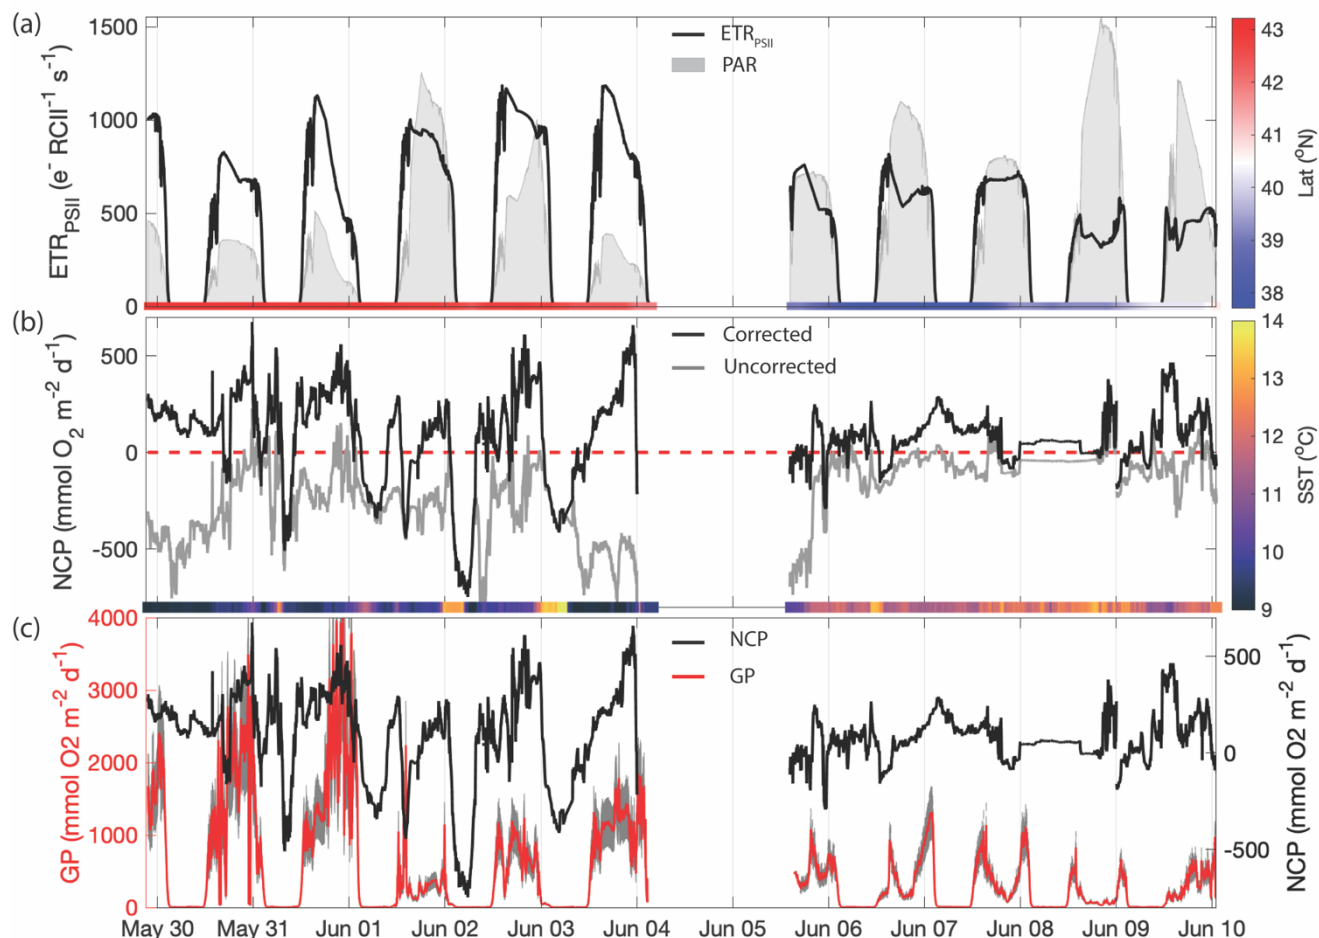 (a)
1500
1000
500
0
ETR_PSII (e⁻ RCII⁻¹ s⁻¹)
ETR_PSII
PAR
43
42
41
40
39
38
Lat (°N)
(b)
500
0
-500
NCP (mmol O₂ m⁻² d⁻¹)
Corrected
Uncorrected
14
13
12
11
10
9
SST (°C)
(c)
4000
3000
2000
1000
0
GP (mmol O2 m⁻² d⁻¹)
NCP
GP
500
0
-500
NCP (mmol O2 m⁻² d⁻¹)
May 30 May 31 Jun 01 Jun 02 Jun 03 Jun 04 Jun 05 Jun 06 Jun 07 Jun 08 Jun 09 Jun 10